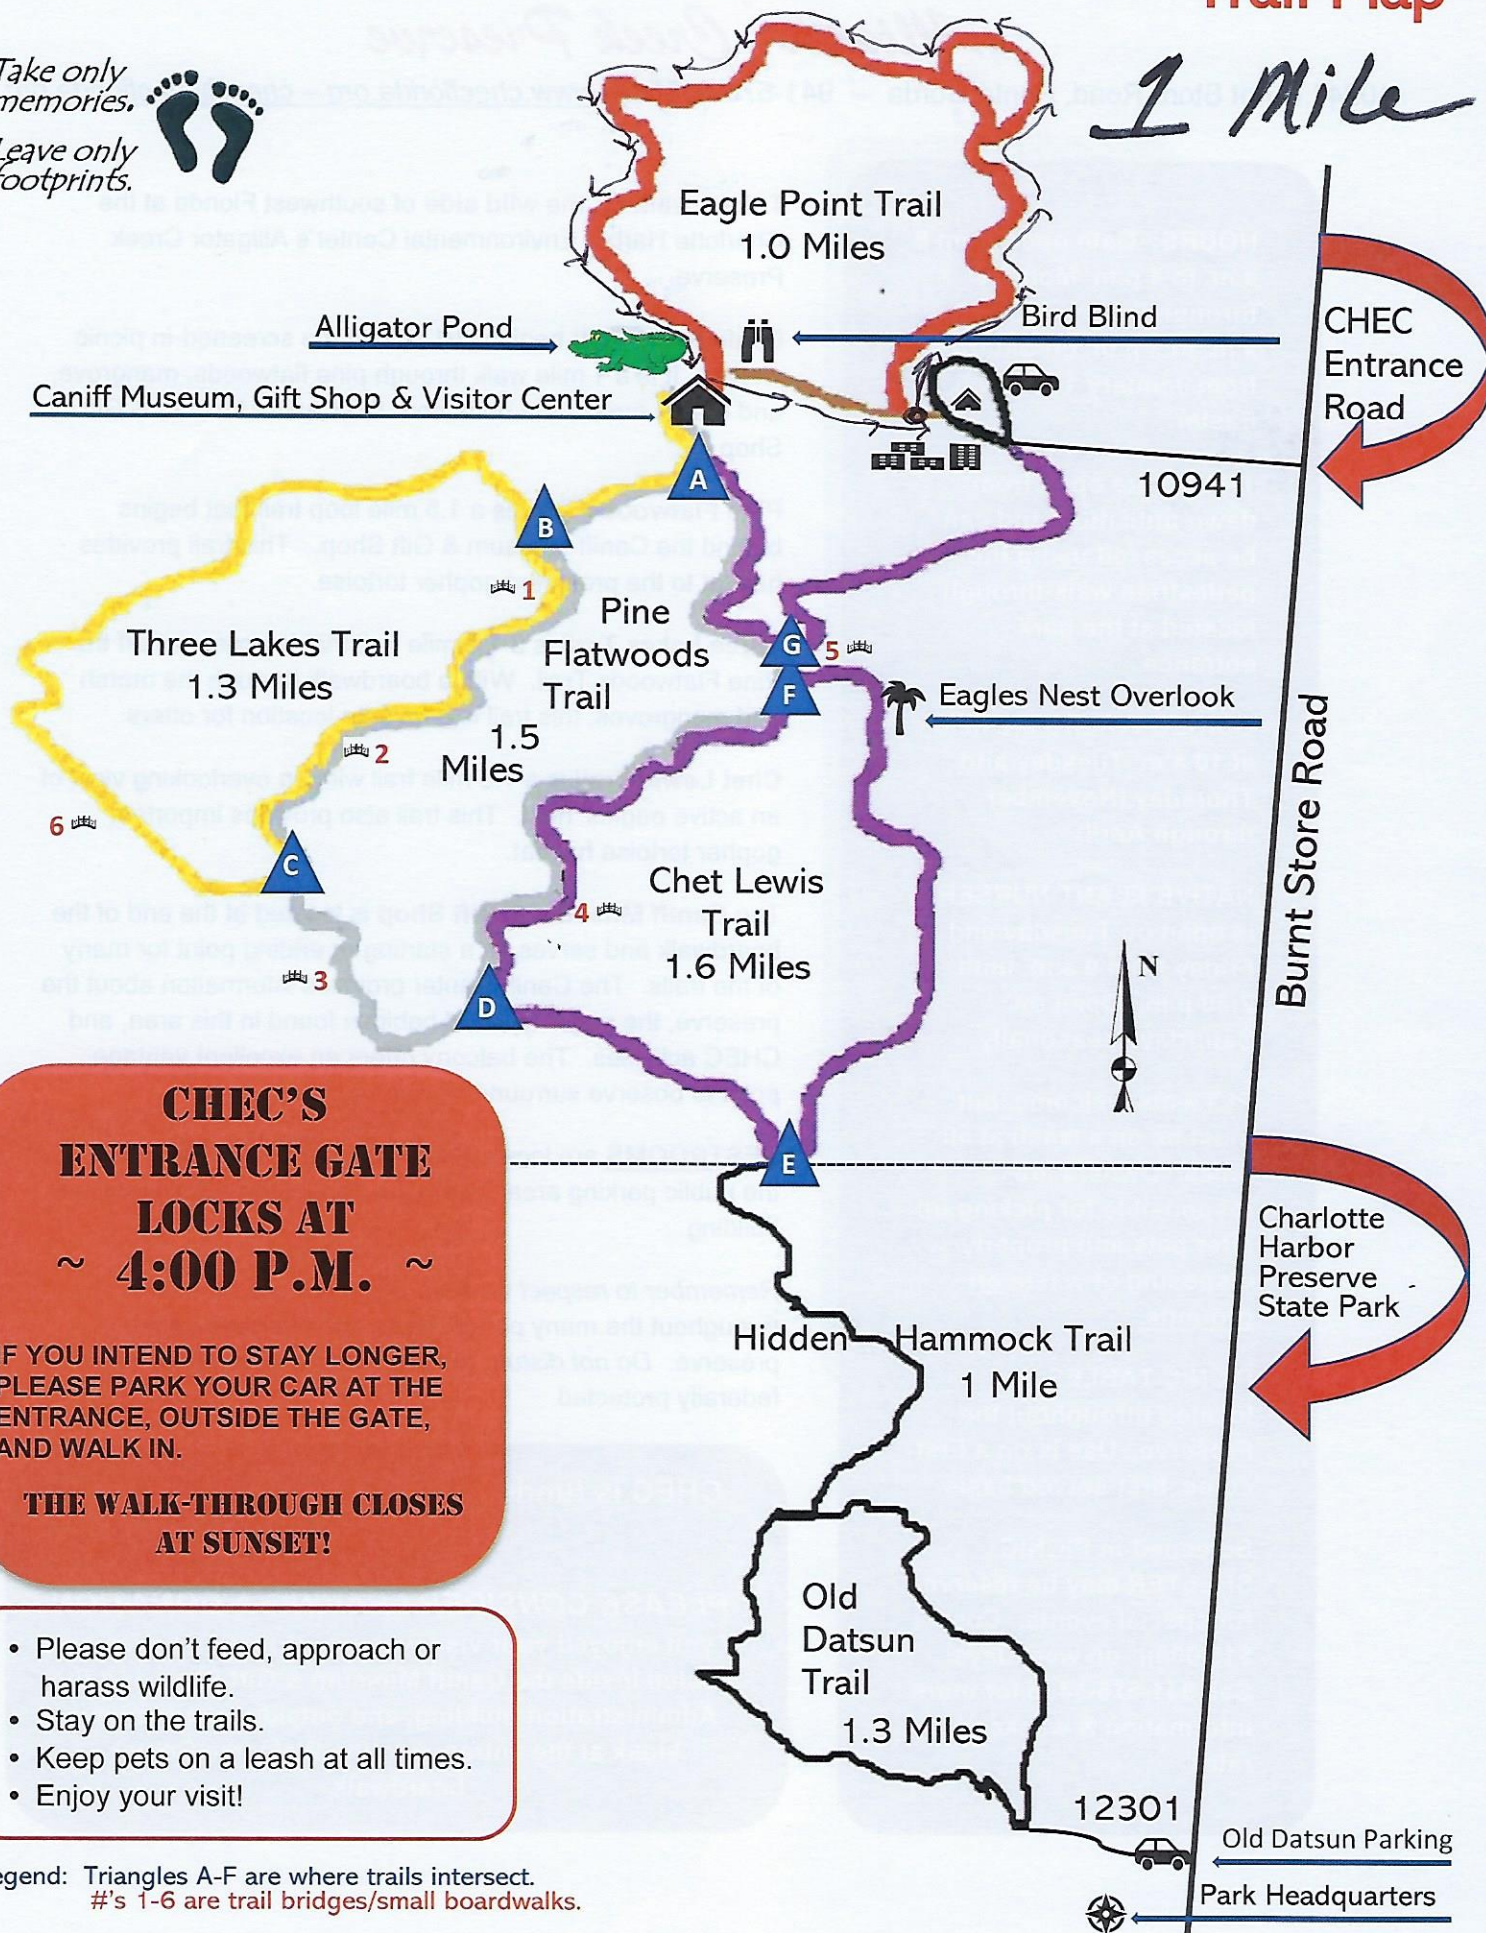 Trail Map
1 Mile
Take only
memories.
Leave only
footprints.
Eagle Point Trail
1.0 Miles
Alligator Pond
Bird Blind
CHEC
Entrance
Road
Caniff Museum, Gift Shop & Visitor Center
10941
A
B
1
Pine
Flatwoods
Trail
1.5
Miles
Three Lakes Trail
1.3 Miles
G
5
F
Eagles Nest Overlook
2
6
C
Chet Lewis
Trail
1.6 Miles
4
3
D
N
Burnt Store Road
E
CHEC'S
ENTRANCE GATE
LOCKS AT
~ 4:00 P.M. ~
IF YOU INTEND TO STAY LONGER,
PLEASE PARK YOUR CAR AT THE
ENTRANCE, OUTSIDE THE GATE,
AND WALK IN.
THE WALK-THROUGH CLOSES
AT SUNSET!
Charlotte
Harbor
Preserve
State Park
Hidden Hammock Trail
1 Mile
Old
Datsun
Trail
1.3 Miles
• Please don't feed, approach or
harass wildlife.
• Stay on the trails.
• Keep pets on a leash at all times.
• Enjoy your visit!
12301
Old Datsun Parking
Park Headquarters
egend: Triangles A-F are where trails intersect.
#'s 1-6 are trail bridges/small boardwalks.